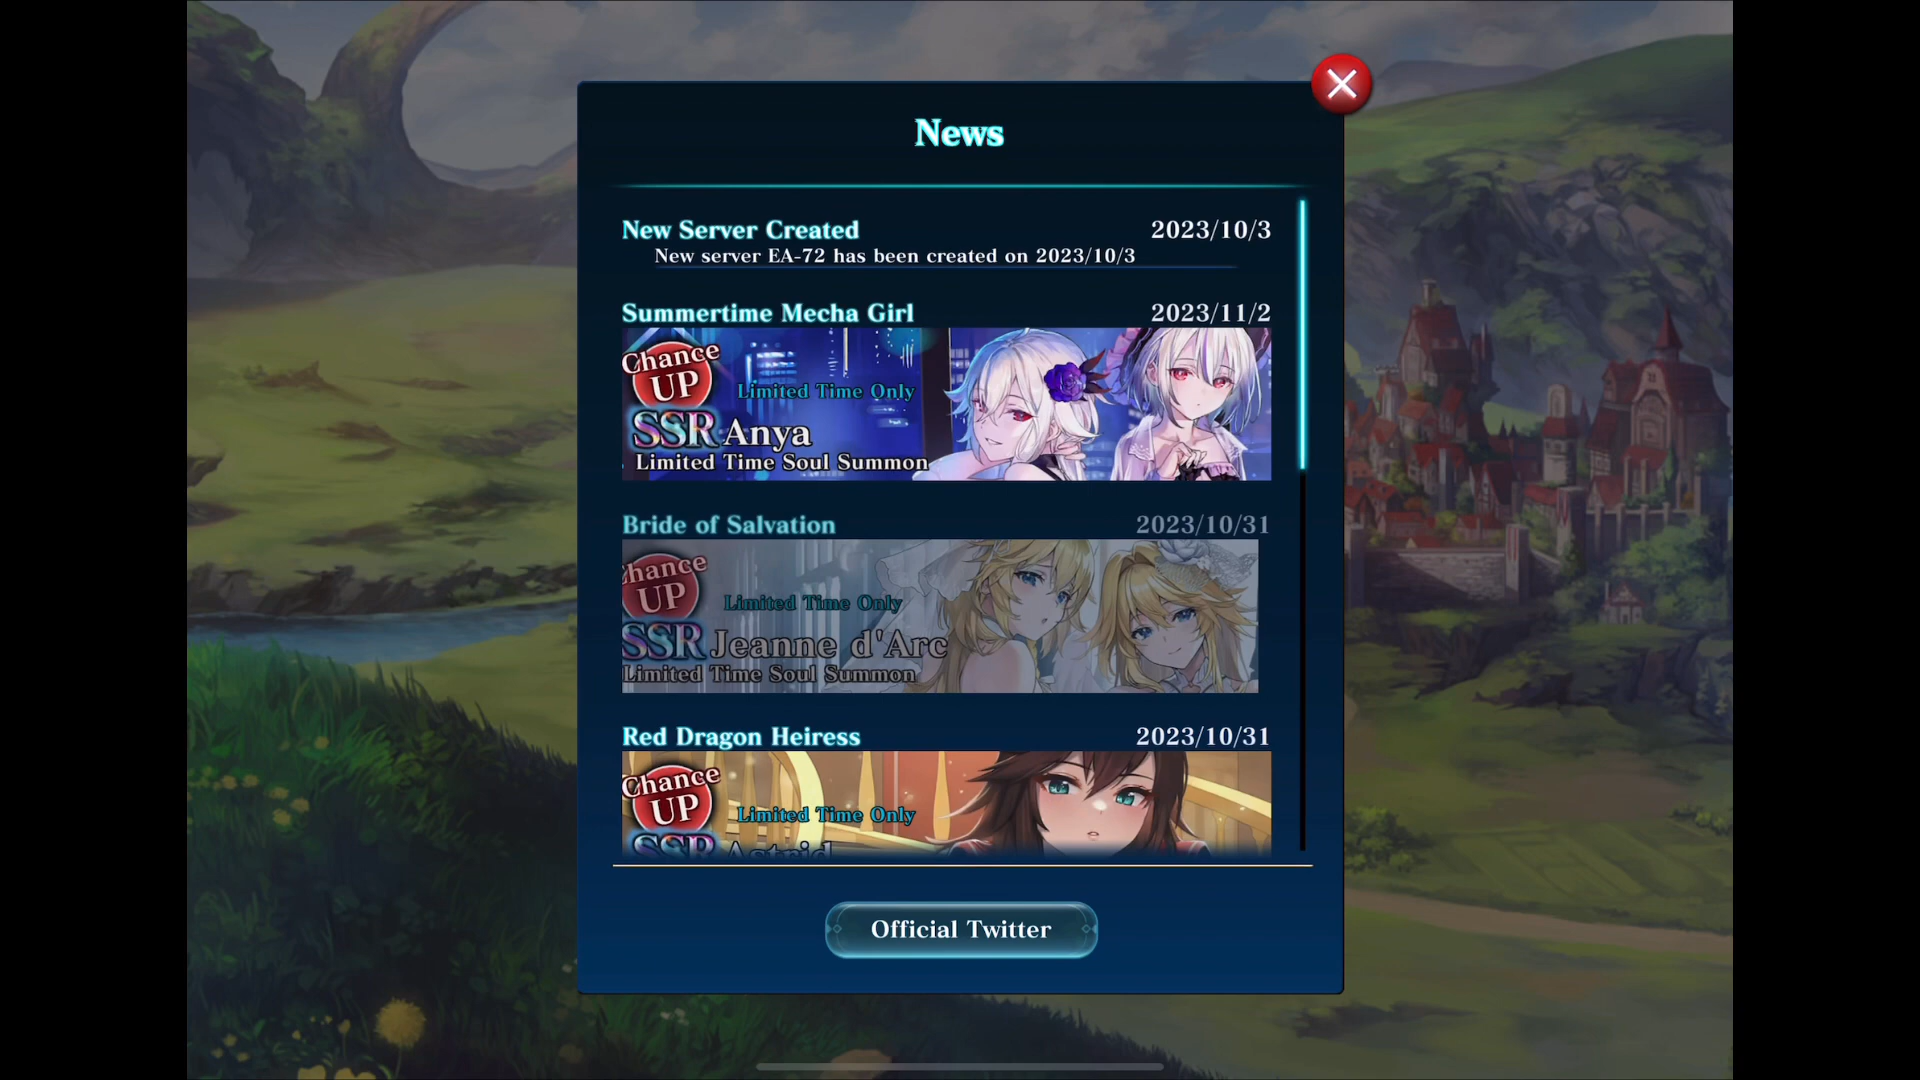 News
New Server Created 2023/10/3
New server EA-72 has been created on 2023/10/3
Summertime Mecha Girl 2023/11/2
Chance
UP
Limited Time Only
SSR Anya
Limited Time Soul Summon
Bride of Salvation 2023/10/31
Chance
UP
Limited Time Only
SSR Jeanne d'Arc
Limited Time Soul Summon
Red Dragon Heiress 2023/10/31
Chance
UP
Limited Time Only
SSR Astrid
Official Twitter